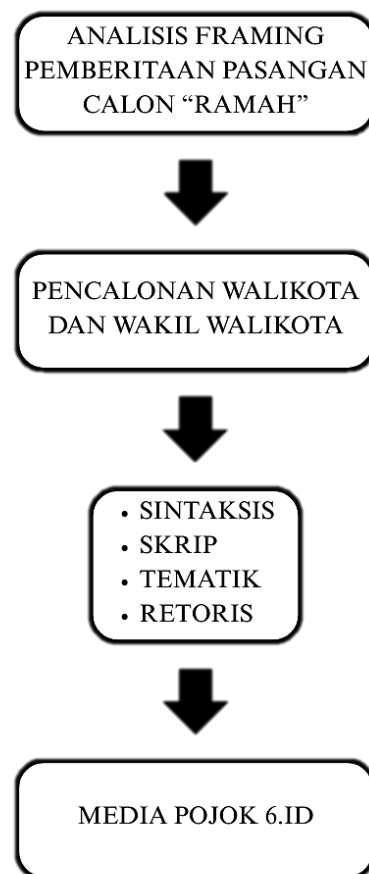 ANALISIS FRAMING
PEMBERITAAN PASANGAN
CALON “RAMAH”
PENCALONAN WALIKOTA
DAN WAKIL WALIKOTA
• SINTAKSIS
• SKRIP
• TEMATIK
• RETORIS
MEDIA POJOK 6.ID